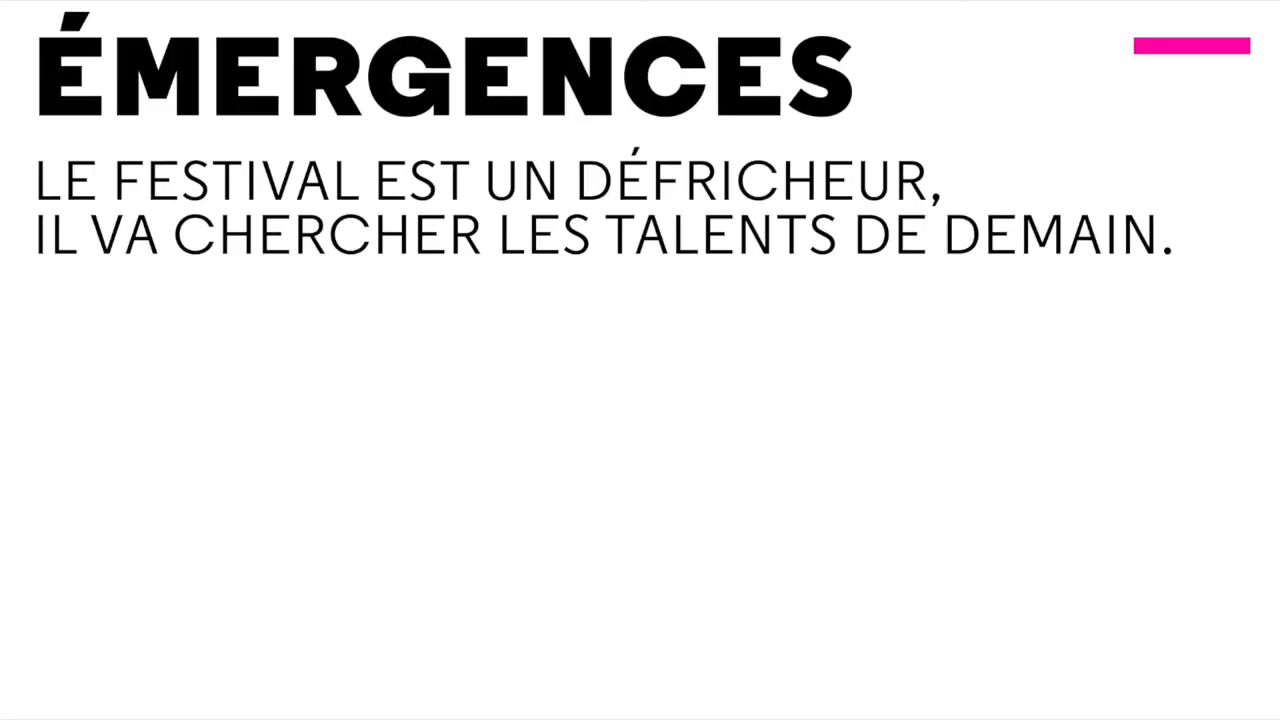 ÉMERGENCES
LE FESTIVAL EST UN DÉFRICHEUR,
IL VA CHERCHER LES TALENTS DE DEMAIN.